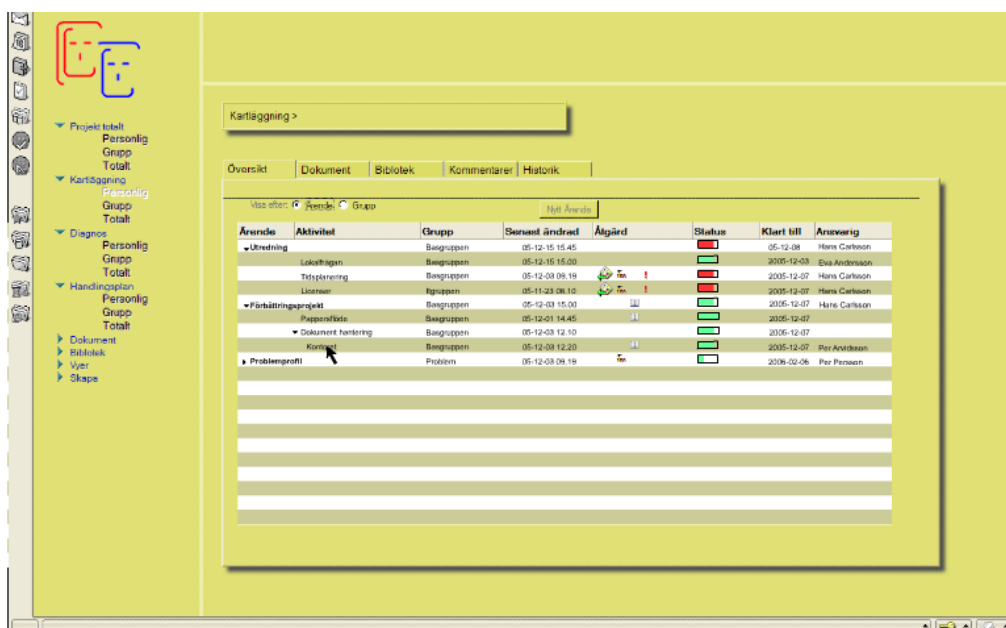 Kartläggning >
Projekt totalt
Personlig
Grupp
Totalt
Kartläggning
Personlig
Grupp
Totalt
Diagnos
Personlig
Grupp
Totalt
Handlingsplan
Personlig
Grupp
Totalt
Dokument
Bibliotek
Vyer
Skapa
Översikt Dokument Bibliotek Kommentarer Historik
Visa efter: Ärende Grupp Nytt Ärende
Ärende Aktivitet Grupp Senast ändrad Åtgärd Status Klart till Ansvarig
Utredning Basgruppen 05-12-15 15.45 05-12-08 Hans Carlsson
Lokalfrågan Basgruppen 05-12-15 15.00 2005-12-03 Eva Andersson
Tidsplanering Basgruppen 05-12-03 09.19 ! 2005-12-07 Hans Carlsson
Licenser Itgruppen 05-11-23 08.10 ! 2005-12-07 Hans Carlsson
Förbättringsprojekt Basgruppen 05-12-03 15.00 2005-12-07 Hans Carlsson
Pappersflöde Basgruppen 05-12-01 14.45 2005-12-07
Dokument hantering Basgruppen 05-12-03 12.10 2005-12-07
Basgruppen 05-12-03 12.20 2005-12-07 Per Arvidsson
Problemprofil Problem 05-12-03 09.19 2006-02-06 Per Persson